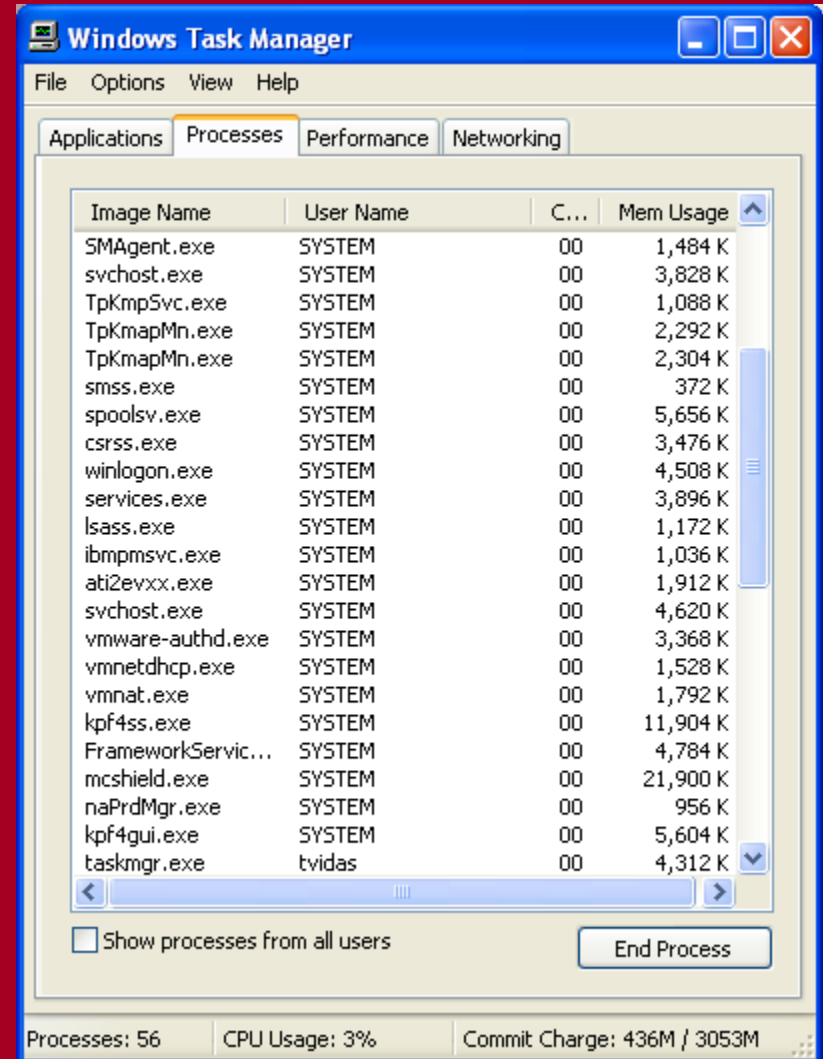 Windows Task Manager
File Options View Help
Applications Processes Performance Networking
Image Name User Name C... Mem Usage
SMAgent.exe SYSTEM 00 1,484 K
svchost.exe SYSTEM 00 3,828 K
TpKmpSvc.exe SYSTEM 00 1,088 K
TpKmapMn.exe SYSTEM 00 2,292 K
TpKmapMn.exe SYSTEM 00 2,304 K
smss.exe SYSTEM 00 372 K
spoolsv.exe SYSTEM 00 5,656 K
csrss.exe SYSTEM 00 3,476 K
winlogon.exe SYSTEM 00 4,508 K
services.exe SYSTEM 00 3,896 K
lsass.exe SYSTEM 00 1,172 K
ibmpmsvc.exe SYSTEM 00 1,036 K
ati2evxx.exe SYSTEM 00 1,912 K
svchost.exe SYSTEM 00 4,620 K
vmware-authd.exe SYSTEM 00 3,368 K
vmnetdhcp.exe SYSTEM 00 1,528 K
vmnat.exe SYSTEM 00 1,792 K
kpf4ss.exe SYSTEM 00 11,904 K
FrameworkServic... SYSTEM 00 4,784 K
mcshield.exe SYSTEM 00 21,900 K
naPrdMgr.exe SYSTEM 00 956 K
kpf4gui.exe SYSTEM 00 5,604 K
taskmgr.exe tvidas 00 4,312 K
Show processes from all users End Process
Processes: 56 CPU Usage: 3% Commit Charge: 436M / 3053M